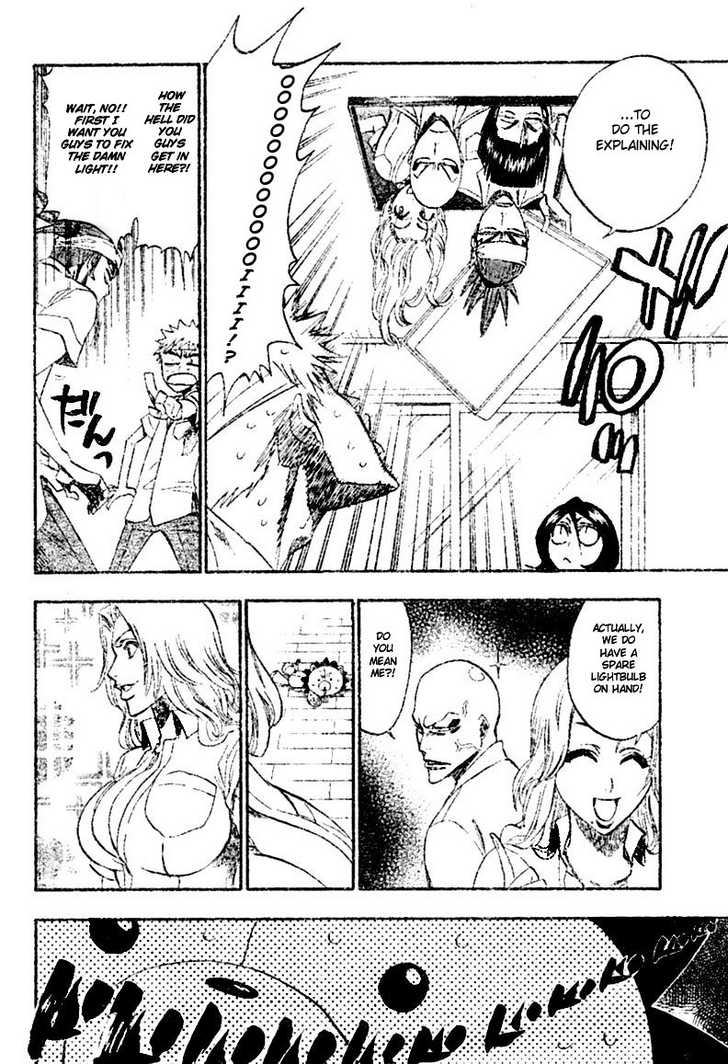 ...TO
DO THE
EXPLAINING!
OOOOOOOOOOOIIII!?
HOW
THE
HELL DID
YOU
GUYS
GET IN
HERE?!
WAIT, NO!!
FIRST I
WANT YOU
GUYS TO FIX
THE DAMN
LIGHT!!
だんっ
ACTUALLY,
WE DO
HAVE A
SPARE
LIGHTBULB
ON HAND!
DO
YOU
MEAN
ME?!